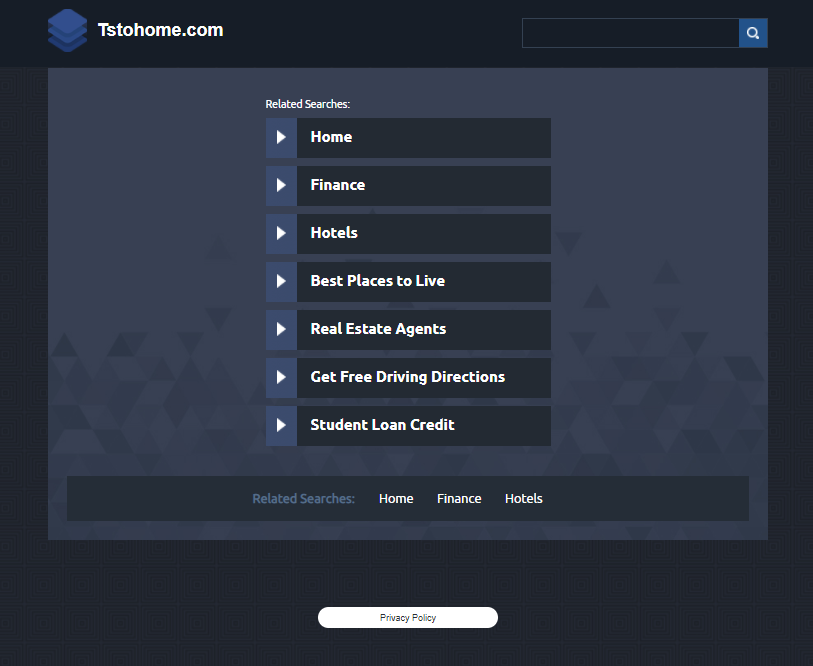 Tstohome.com
Related Searches:
Home
Finance
Hotels
Best Places to Live
Real Estate Agents
Get Free Driving Directions
Student Loan Credit
Related Searches: Home Finance Hotels
Privacy Policy